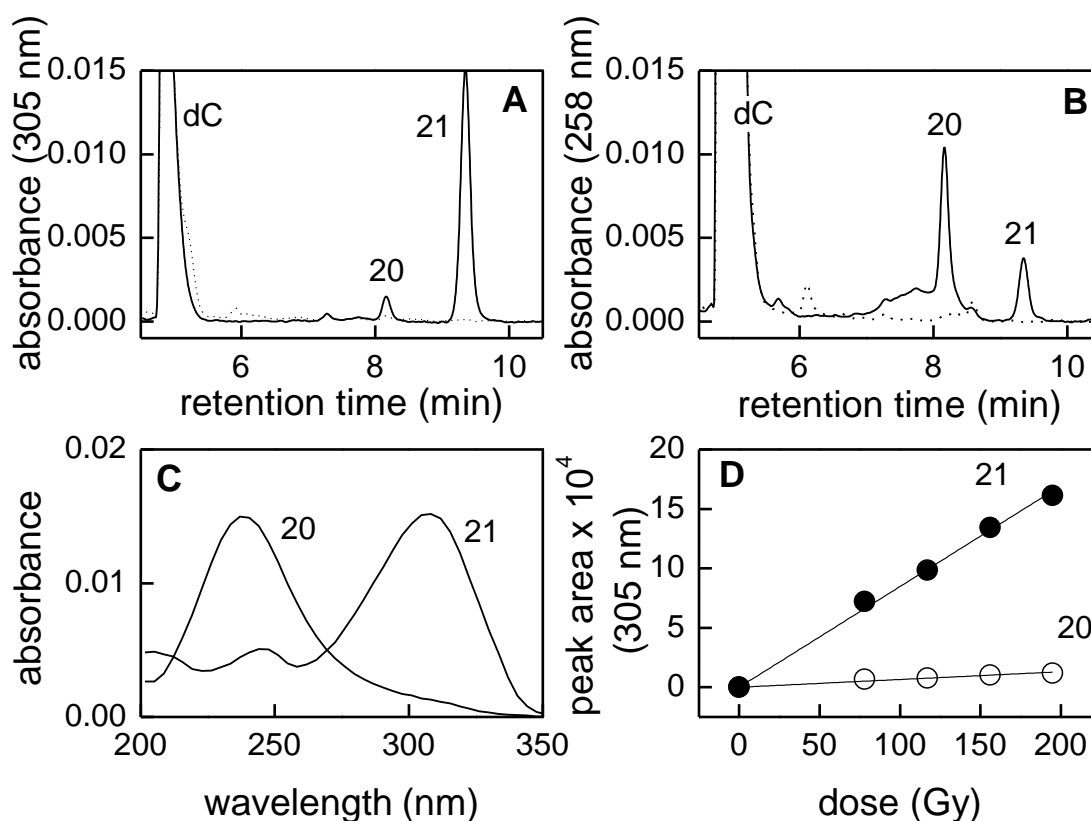 absorbance (305 nm)
0.015
0.010
0.005
0.000
dC
20
21
A
6
8
10
retention time (min)
absorbance (258 nm)
0.015
0.010
0.005
0.000
dC
20
21
B
6
8
10
retention time (min)
absorbance
0.02
0.01
0.00
C
20
21
200
250
300
350
wavelength (nm)
peak area x 10^4
(305 nm)
20
15
10
5
0
D
21
20
0
50
100
150
200
dose (Gy)